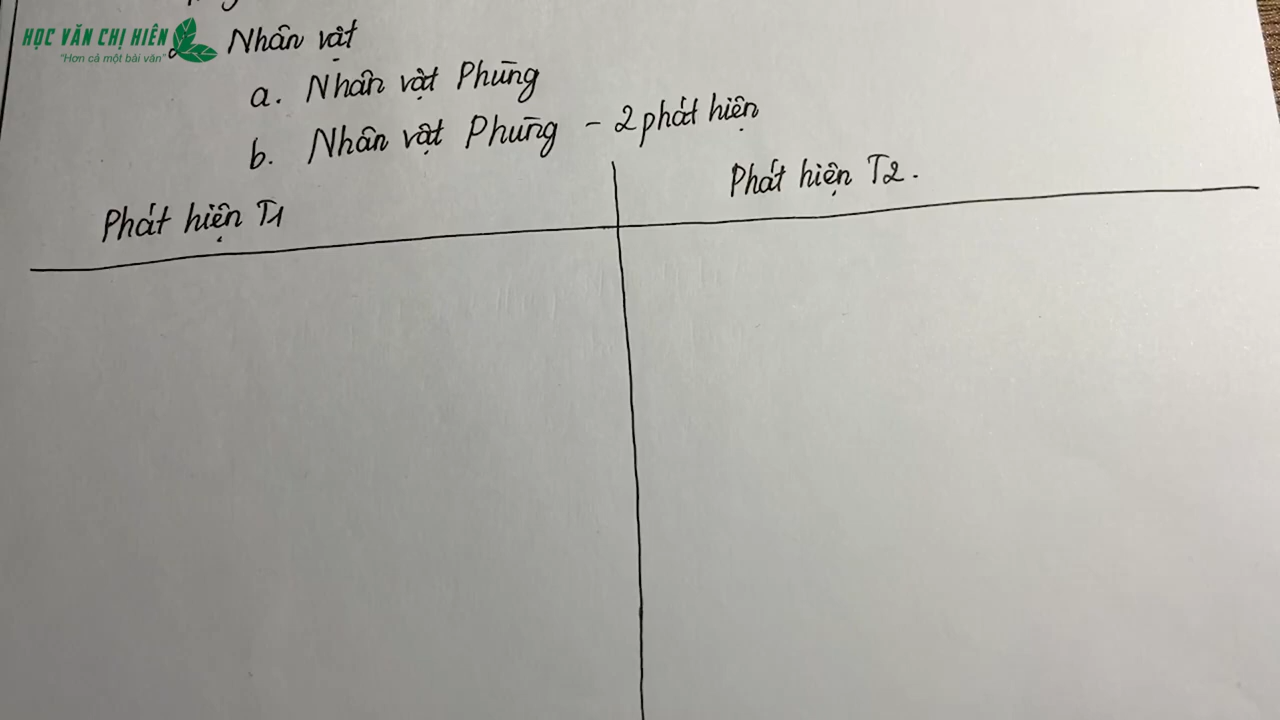 HỌC VĂN CHỊ HIÊN
"Hơn cả một bài văn"
Nhân vật
a. Nhân vật Phùng
b. Nhân vật Phùng - 2 phát hiện
Phát hiện T1
Phát hiện T2.